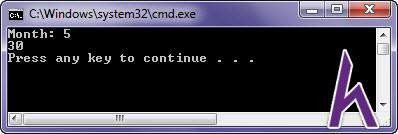 C:\Windows\system32\cmd.exe
Month: 5
30
Press any key to continue . . .